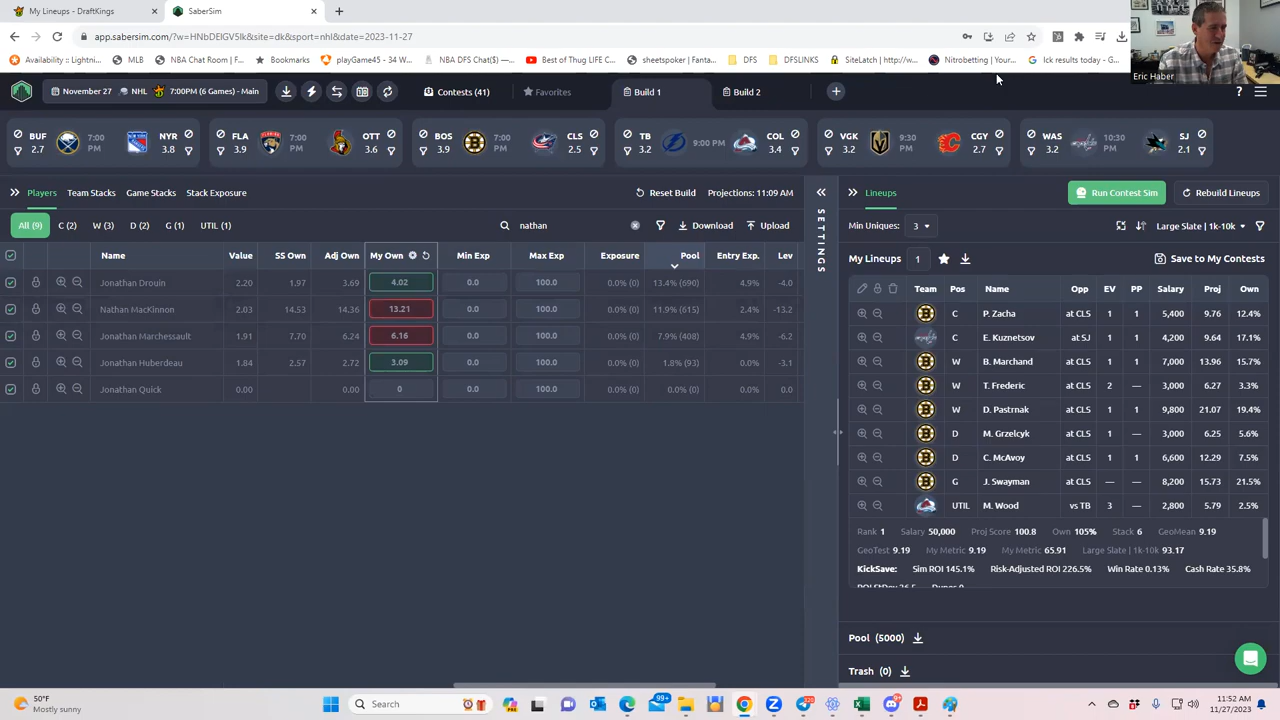 My Lineups - DraftKings
SaberSim
app.sabersim.com/?w=HNbDEIGV5Ik&site=dk&sport=nhl&date=2023-11-27
Availability :: Lightni... MLB NBA Chat Room | F... Bookmarks playGame45 - 34 W... NBA DFS Chat($) —... Best of Thug LIFE C... sheetspoker | Fanta... DFS DFSLINKS SiteLatch | http://w... Nitrobetting | Your... Ick results today - G...
Eric Haber
November 27 NHL 7:00PM (6 Games) - Main Contests (41) Favorites Build 1 Build 2
BUF 2.7 7:00 PM NYR 3.8
FLA 3.9 7:00 PM OTT 3.6
BOS 3.9 7:00 PM CLS 2.5
TB 3.2 9:00 PM COL 3.4
VGK 3.2 9:30 PM CGY 2.7
WAS 3.2 10:30 PM SJ 2.1
Players Team Stacks Game Stacks Stack Exposure Reset Build Projections: 11:09 AM
All (9) C (2) W (3) D (2) G (1) UTIL (1) nathan Download Upload
Name Value SS Own Adj Own My Own Min Exp Max Exp Exposure Pool Entry Exp. Lev
Jonathan Drouin 2.20 1.97 3.69 4.02 0.0 100.0 0.0% (0) 13.4% (690) 4.9% -4.0
Nathan MacKinnon 2.03 14.53 14.36 13.21 0.0 100.0 0.0% (0) 11.9% (615) 2.4% -13.2
Jonathan Marchessault 1.91 7.70 6.24 6.16 0.0 100.0 0.0% (0) 7.9% (408) 4.9% -6.2
Jonathan Huberdeau 1.84 2.57 2.72 3.09 0.0 100.0 0.0% (0) 1.8% (93) 0.0% -3.1
Jonathan Quick 0.00 0.00 0 0.0 100.0 0.0% (0) 0.0% (0) 0.0% 0.0
SETTINGS
Lineups Run Contest Sim Rebuild Lineups
Min Uniques: 3 Large Slate | 1k-10k
My Lineups 1 Save to My Contests
Team Pos Name Opp EV PP Salary Proj Own
C P. Zacha at CLS 1 1 5,400 9.76 12.4%
C E. Kuznetsov at SJ 1 1 4,200 9.64 17.1%
W B. Marchand at CLS 1 1 7,000 13.96 15.7%
W T. Frederic at CLS 2 — 3,000 6.27 3.3%
W D. Pastrnak at CLS 1 1 9,800 21.07 19.4%
D M. Grzelcyk at CLS 1 — 3,000 6.25 5.6%
D C. McAvoy at CLS 1 1 6,600 12.29 7.5%
G J. Swayman at CLS — — 8,200 15.73 21.5%
UTIL M. Wood vs TB 3 — 2,800 5.79 2.5%
Rank 1 Salary 50,000 Proj Score 100.8 Own 105% Stack 6 GeoMean 9.19
GeoTest 9.19 My Metric 9.19 My Metric 65.91 Large Slate | 1k-10k 93.17
KickSave: Sim ROI 145.1% Risk-Adjusted ROI 226.5% Win Rate 0.13% Cash Rate 35.8%
ROI StDev 26.5 Dupes 0
Pool (5000)
Trash (0)
50°F
Mostly sunny
Search
99+
11:52 AM
11/27/2023